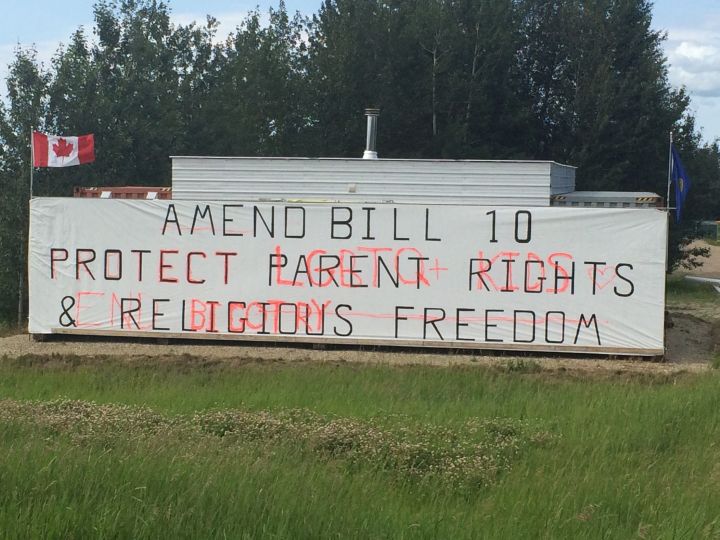 AMEND BILL 10
PROTECT PARENT RIGHTS
& RELIGIOUS FREEDOM
LGBTQ+ KIDS ♡
END BIGOTRY